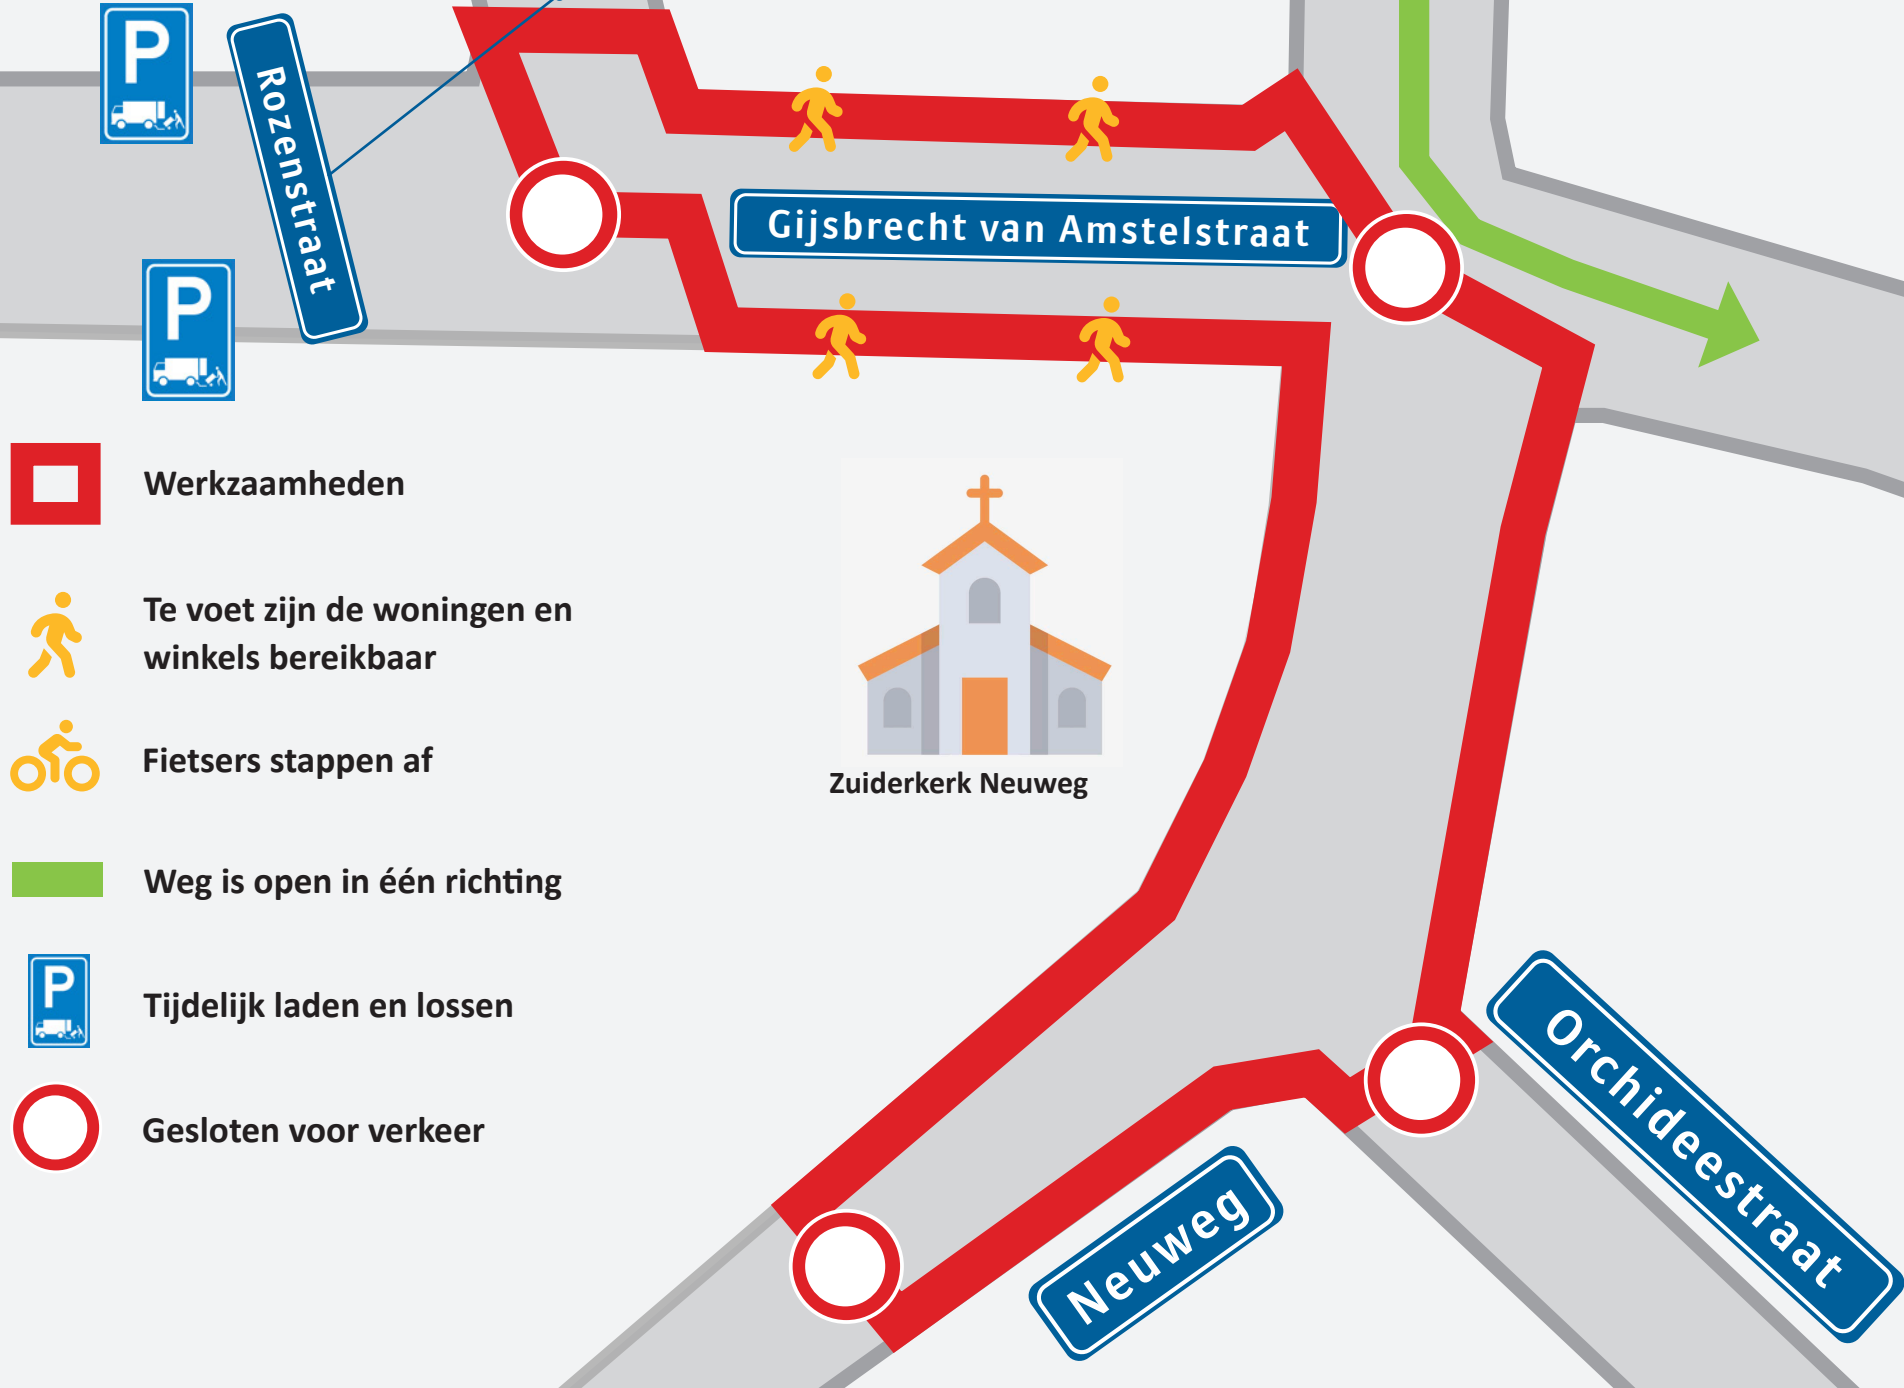 P
Rozenstraat
Gijsbrecht van Amstelstraat
P
Werkzaamheden
Te voet zijn de woningen en
winkels bereikbaar
Fietsers stappen af
Zuiderkerk Neuweg
Weg is open in één richting
P
Tijdelijk laden en lossen
Gesloten voor verkeer
Orchideestraat
Neuweg